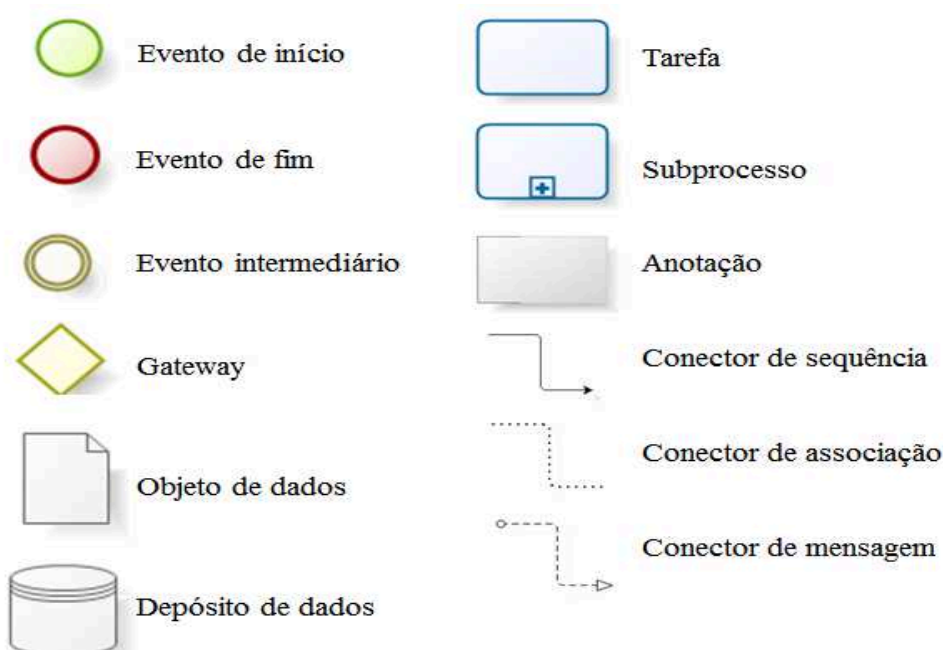 Evento de início
Evento de fim
Evento intermediário
Gateway
Objeto de dados
Depósito de dados
Tarefa
Subprocesso
Anotação
Conector de sequência
Conector de associação
Conector de mensagem